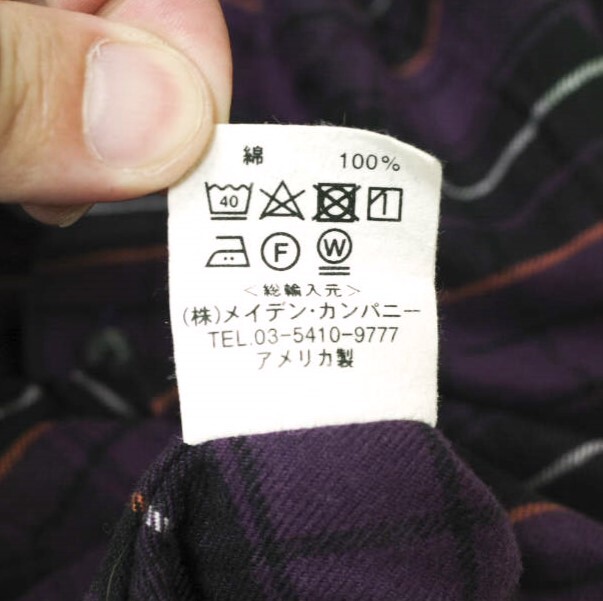 綿 100%
40
F W
＜総輸入元＞
(株)メイデン・カンパニー
TEL.03-5410-9777
アメリカ製